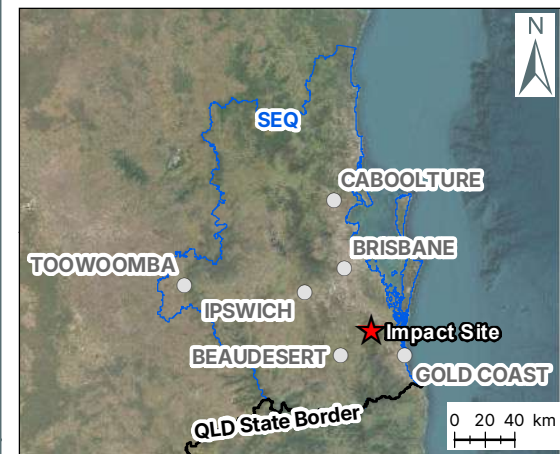 N
SEQ
CABOOLTURE
BRISBANE
TOOWOOMBA
IPSWICH
Impact Site
BEAUDESERT
GOLD COAST
QLD State Border
0 20 40 km